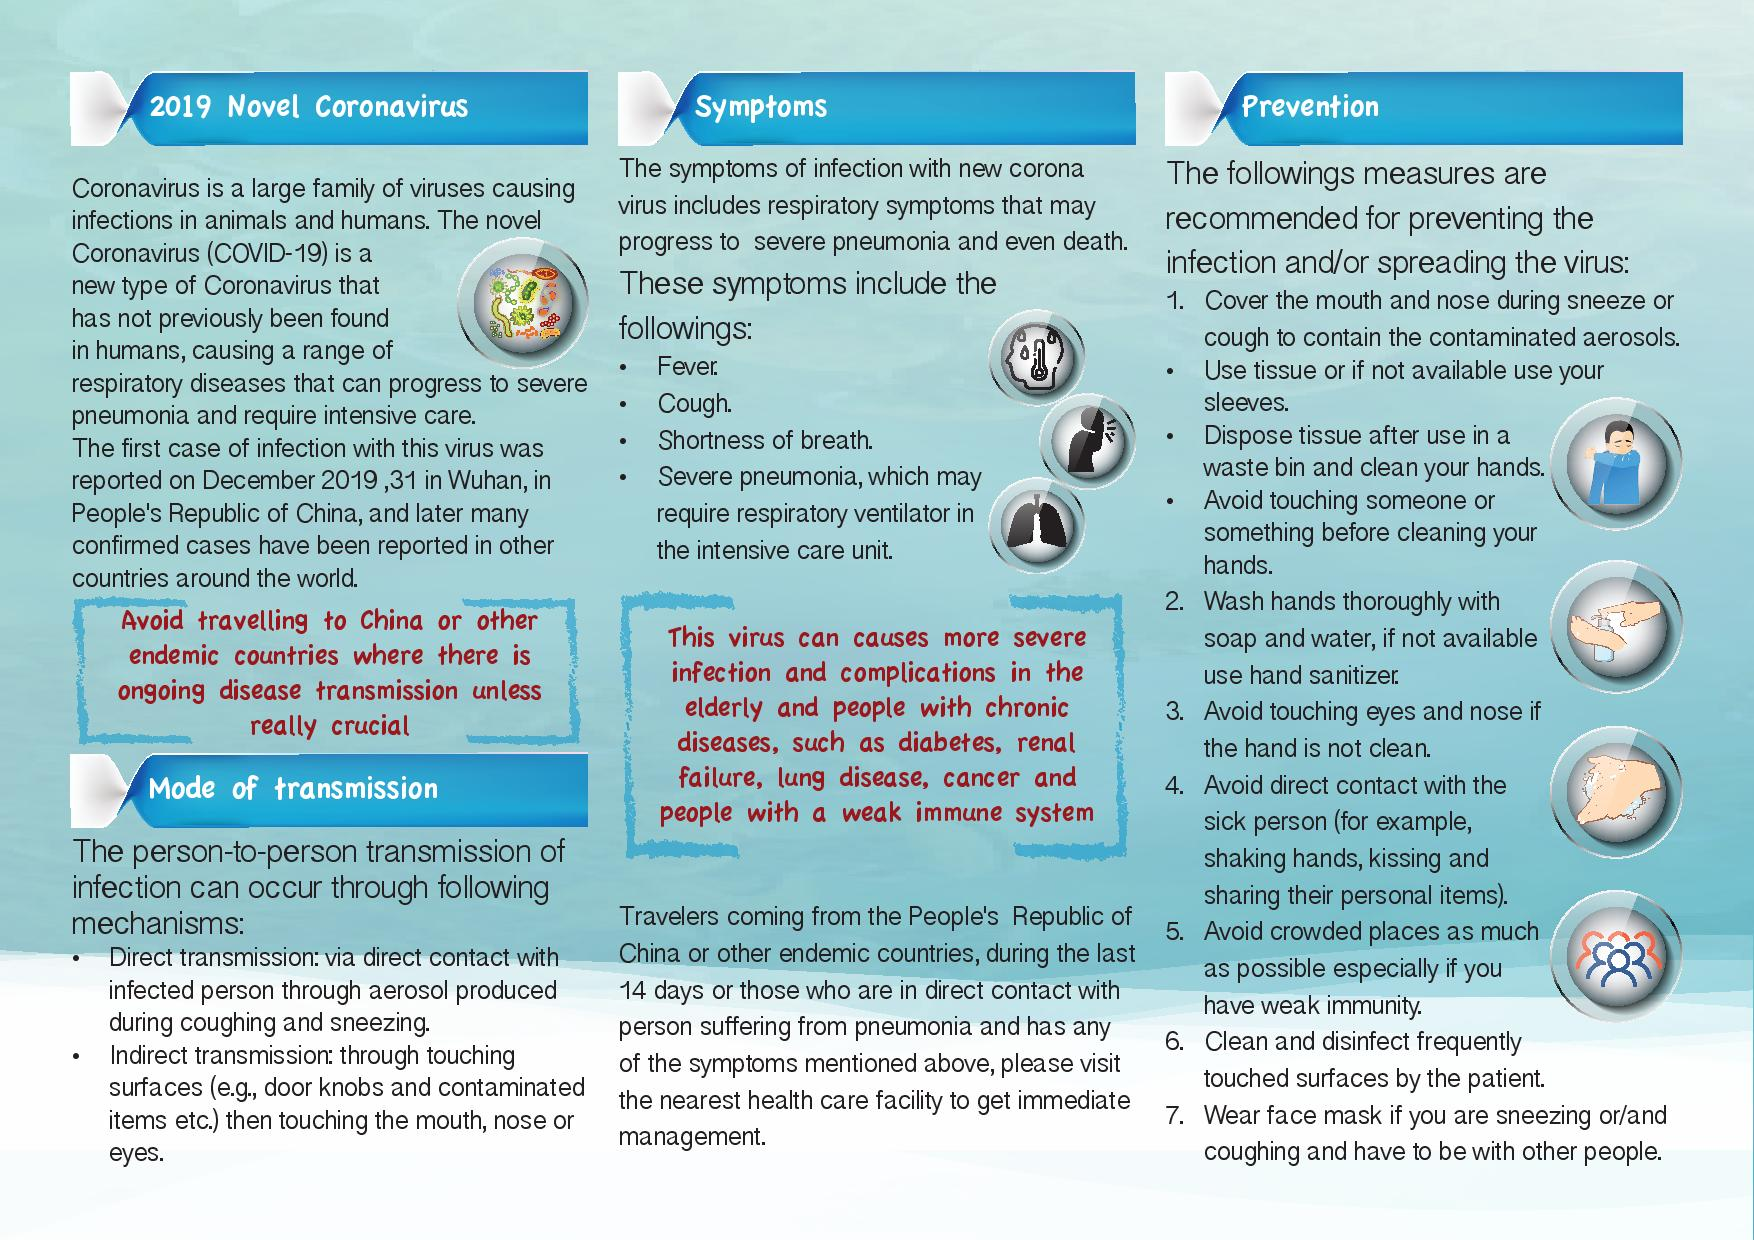 2019 Novel Coronavirus
Coronavirus is a large family of viruses causing
infections in animals and humans. The novel
Coronavirus (COVID-19) is a
new type of Coronavirus that
has not previously been found
in humans, causing a range of
respiratory diseases that can progress to severe
pneumonia and require intensive care.
The first case of infection with this virus was
reported on December 2019 ,31 in Wuhan, in
People's Republic of China, and later many
confirmed cases have been reported in other
countries around the world.
Avoid travelling to China or other
endemic countries where there is
ongoing disease transmission unless
really crucial
Mode of transmission
The person-to-person transmission of
infection can occur through following
mechanisms:
• Direct transmission: via direct contact with
infected person through aerosol produced
during coughing and sneezing.
• Indirect transmission: through touching
surfaces (e.g., door knobs and contaminated
items etc.) then touching the mouth, nose or
eyes.
Symptoms
The symptoms of infection with new corona
virus includes respiratory symptoms that may
progress to severe pneumonia and even death.
These symptoms include the
followings:
• Fever.
• Cough.
• Shortness of breath.
• Severe pneumonia, which may
require respiratory ventilator in
the intensive care unit.
This virus can causes more severe
infection and complications in the
elderly and people with chronic
diseases, such as diabetes, renal
failure, lung disease, cancer and
people with a weak immune system
Travelers coming from the People's Republic of
China or other endemic countries, during the last
14 days or those who are in direct contact with
person suffering from pneumonia and has any
of the symptoms mentioned above, please visit
the nearest health care facility to get immediate
management.
Prevention
The followings measures are
recommended for preventing the
infection and/or spreading the virus:
1. Cover the mouth and nose during sneeze or
cough to contain the contaminated aerosols.
• Use tissue or if not available use your
sleeves.
• Dispose tissue after use in a
waste bin and clean your hands.
• Avoid touching someone or
something before cleaning your
hands.
2. Wash hands thoroughly with
soap and water, if not available
use hand sanitizer.
3. Avoid touching eyes and nose if
the hand is not clean.
4. Avoid direct contact with the
sick person (for example,
shaking hands, kissing and
sharing their personal items).
5. Avoid crowded places as much
as possible especially if you
have weak immunity.
6. Clean and disinfect frequently
touched surfaces by the patient.
7. Wear face mask if you are sneezing or/and
coughing and have to be with other people.